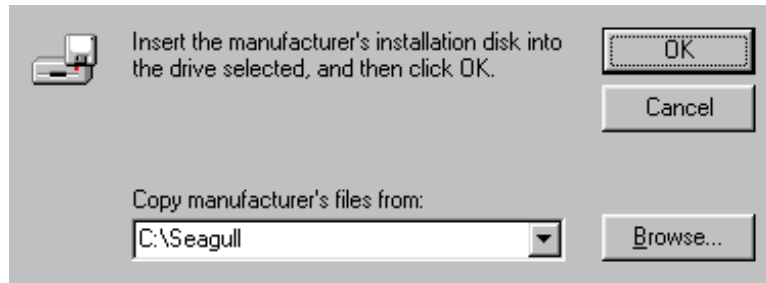 Insert the manufacturer's installation disk into
the drive selected, and then click OK.
OK
Cancel
Copy manufacturer's files from:
C:\Seagull
Browse...